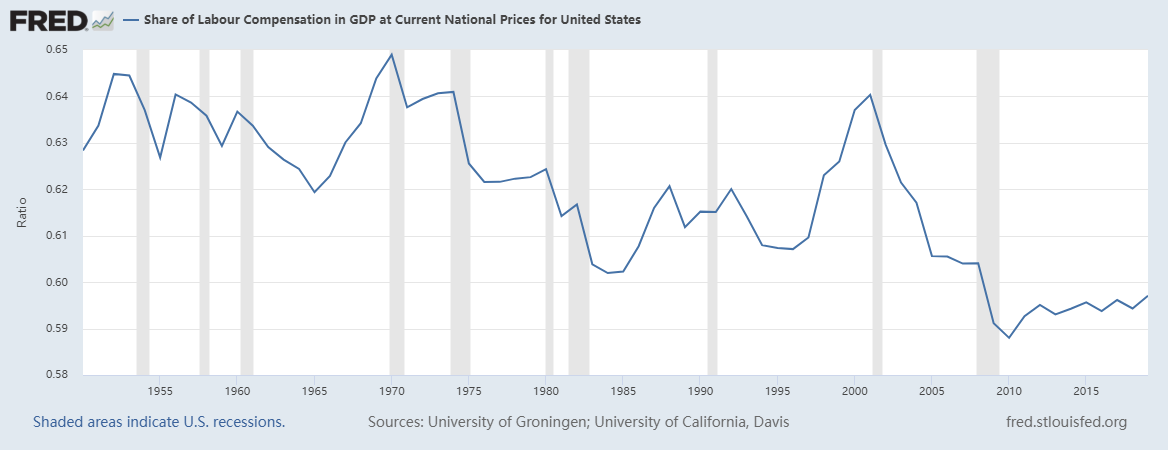 FRED
Share of Labour Compensation in GDP at Current National Prices for United States
0.65
0.64
0.63
0.62
0.61
0.60
0.59
0.58
Ratio
1955 1960 1965 1970 1975 1980 1985 1990 1995 2000 2005 2010 2015
Shaded areas indicate U.S. recessions. Sources: University of Groningen; University of California, Davis fred.stlouisfed.org